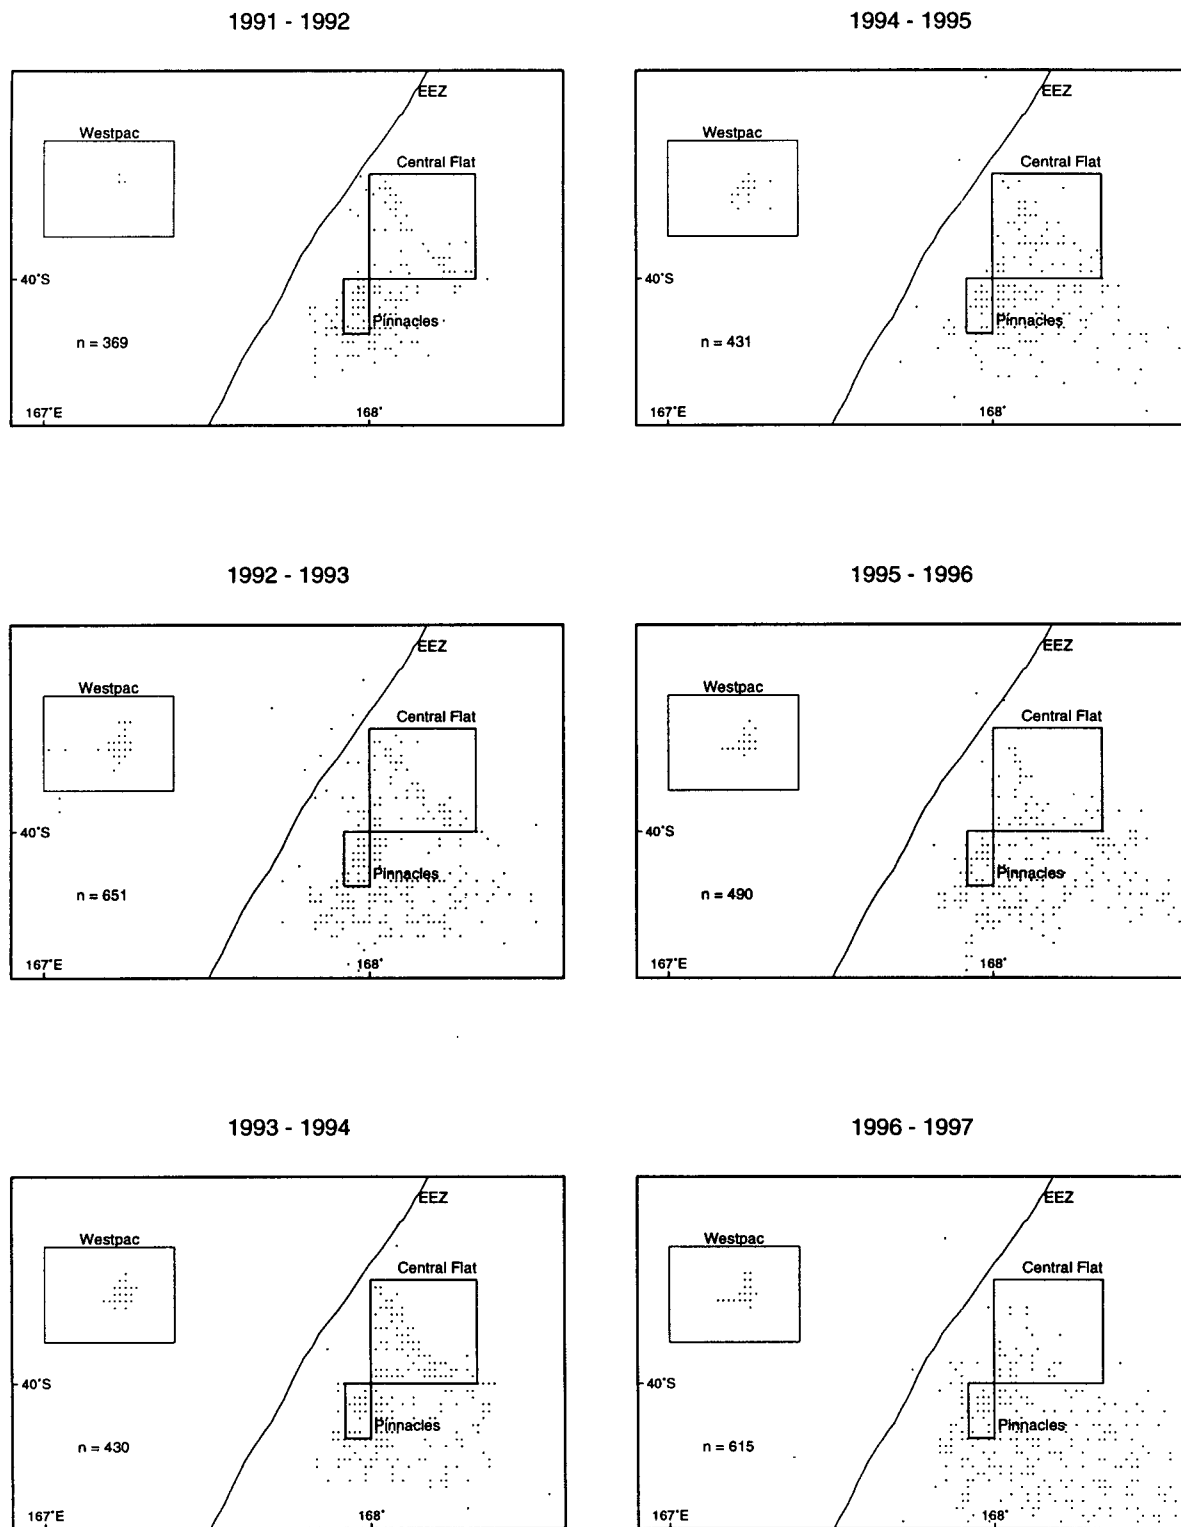 1991 - 1992
EEZ
Westpac
Central Flat
40°S
Pinnacles
n = 369
167°E
168°
1994 - 1995
EEZ
Westpac
Central Flat
40°S
Pinnacles
n = 431
167°E
168°
1992 - 1993
EEZ
Westpac
Central Flat
40°S
Pinnacles
n = 651
167°E
168°
1995 - 1996
EEZ
Westpac
Central Flat
40°S
Pinnacles
n = 490
167°E
168°
1993 - 1994
EEZ
Westpac
Central Flat
40°S
Pinnacles
n = 430
167°E
168°
1996 - 1997
EEZ
Westpac
Central Flat
40°S
Pinnacles
n = 615
167°E
168°